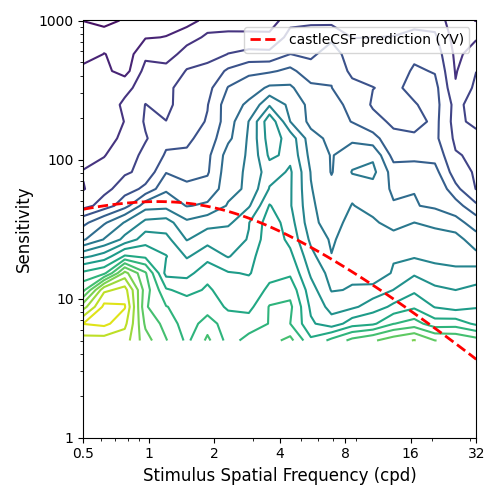 1000
castleCSF prediction (YV)
100
10
1
Sensitivity
0.5 1 2 4 8 16 32
Stimulus Spatial Frequency (cpd)